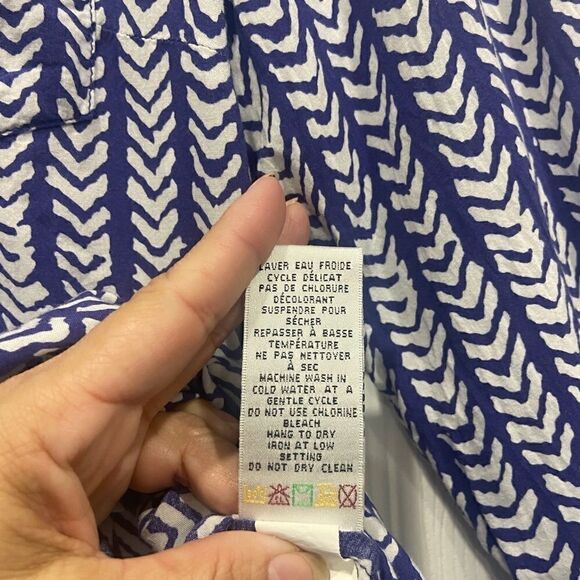 LAVER EAU FROIDE
CYCLE DÉLICAT
PAS DE CHLORURE
DÉCOLORANT
SUSPENDRE POUR
SÉCHER
REPASSER À BASSE
TEMPÉRATURE
NE PAS NETTOYER
À SEC
MACHINE WASH IN
COLD WATER AT A
GENTLE CYCLE
DO NOT USE CHLORINE
BLEACH
HANG TO DRY
IRON AT LOW
SETTING
DO NOT DRY CLEAN